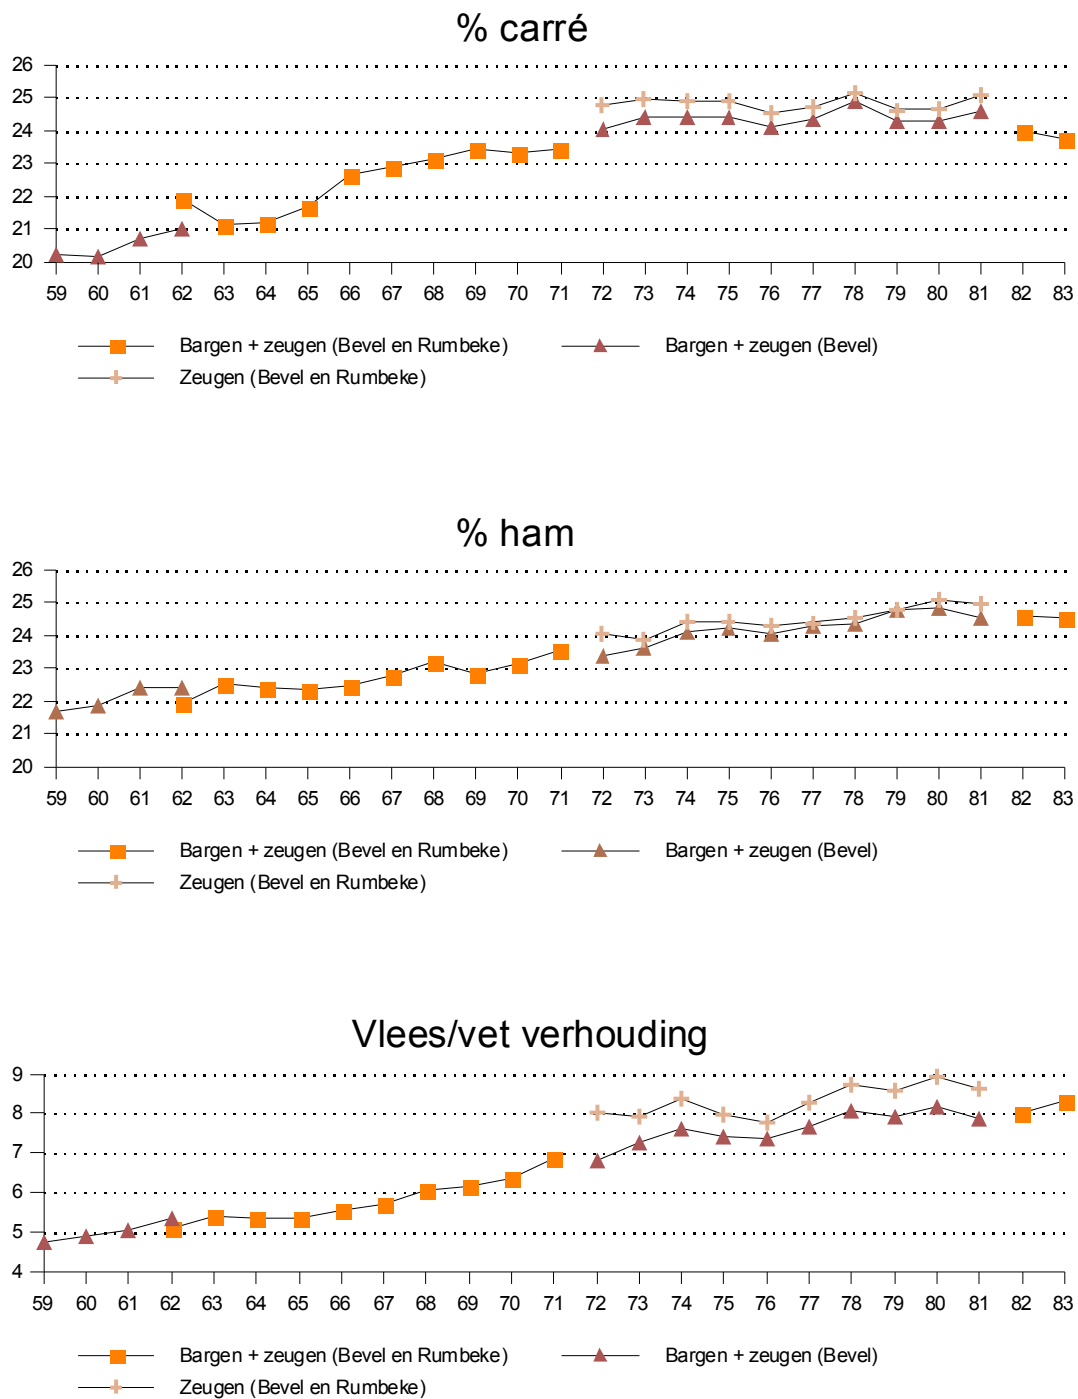 % carré
26
25
24
23
22
21
20
59 60 61 62 63 64 65 66 67 68 69 70 71 72 73 74 75 76 77 78 79 80 81 82 83
Bargen + zeugen (Bevel en Rumbeke) Bargen + zeugen (Bevel)
Zeugen (Bevel en Rumbeke)
% ham
26
25
24
23
22
21
20
59 60 61 62 63 64 65 66 67 68 69 70 71 72 73 74 75 76 77 78 79 80 81 82 83
Bargen + zeugen (Bevel en Rumbeke) Bargen + zeugen (Bevel)
Zeugen (Bevel en Rumbeke)
Vlees/vet verhouding
9
8
7
6
5
4
59 60 61 62 63 64 65 66 67 68 69 70 71 72 73 74 75 76 77 78 79 80 81 82 83
Bargen + zeugen (Bevel en Rumbeke) Bargen + zeugen (Bevel)
Zeugen (Bevel en Rumbeke)